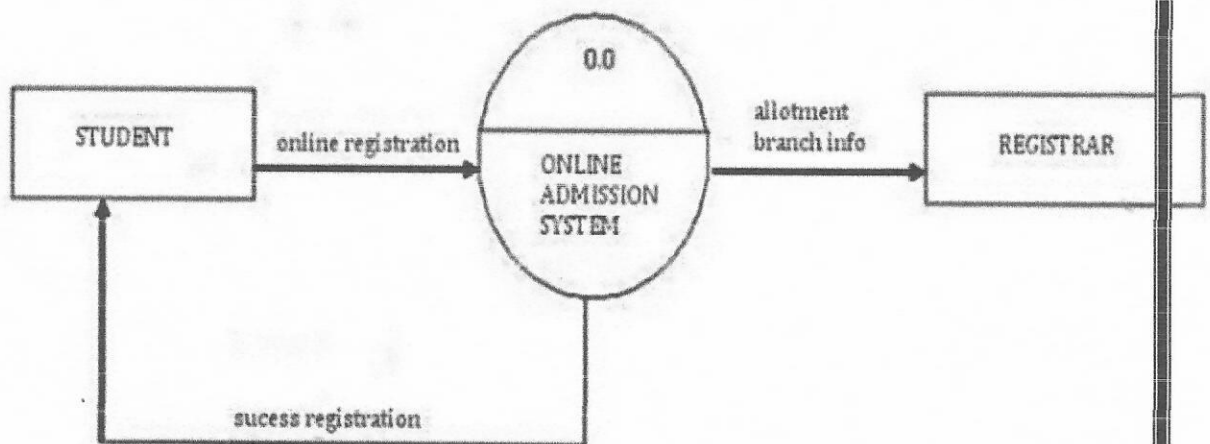 0.0
STUDENT
online registration
ONLINE
ADMISSION
SYSTEM
allotment
branch info
REGISTRAR
sucess registration